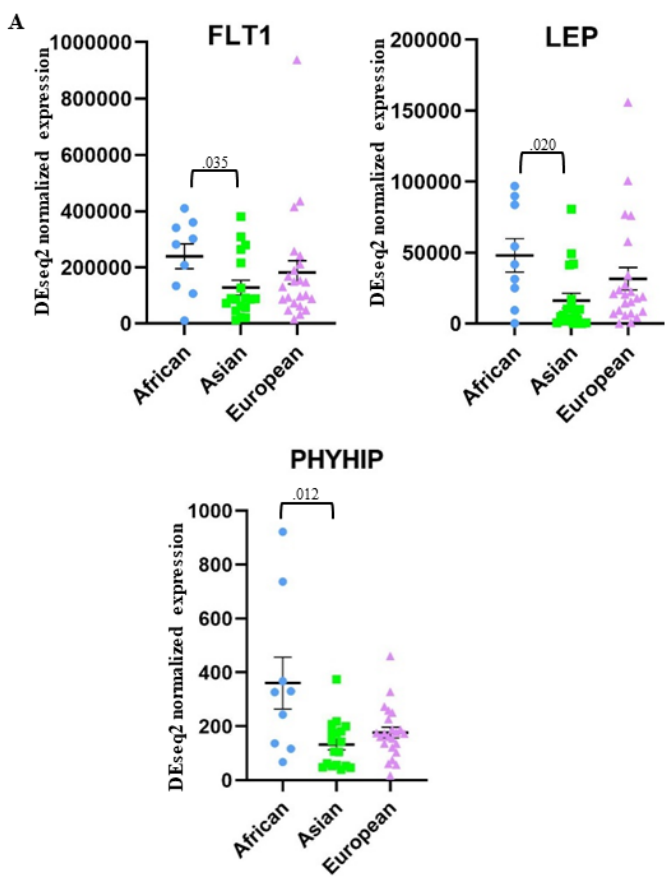 A
FLT1
DEseq2 normalized expression
1000000
800000
600000
400000
200000
0
.035
African
Asian
European
LEP
DEseq2 normalized expression
200000
150000
100000
50000
0
.020
African
Asian
European
PHYHIP
DEseq2 normalized expression
1000
800
600
400
200
0
.012
African
Asian
European